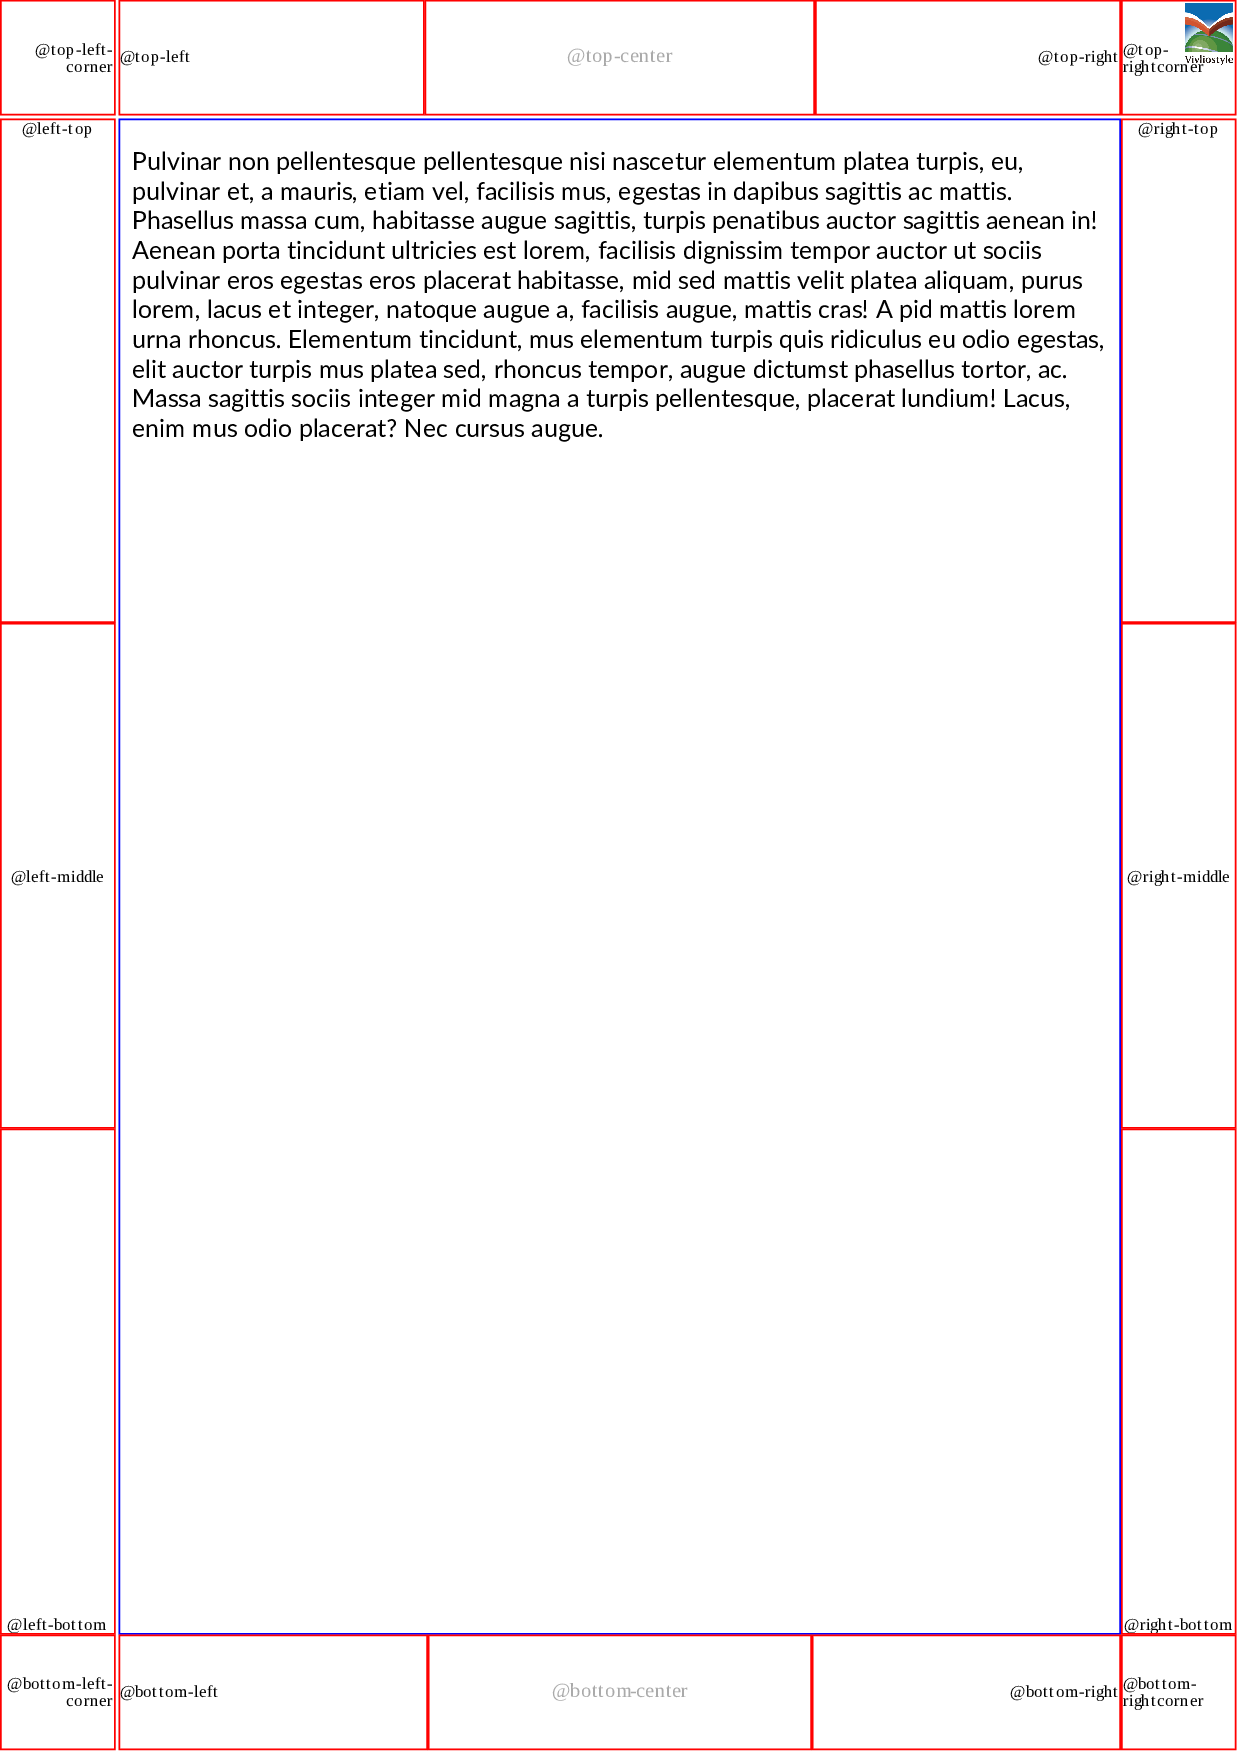 @top-left-
corner
@top-left
@top-center
@top-right
@top-
rightcorner
Vivliostyle
@left-top
@right-top
Pulvinar non pellentesque pellentesque nisi nascetur elementum platea turpis, eu,
pulvinar et, a mauris, etiam vel, facilisis mus, egestas in dapibus sagittis ac mattis.
Phasellus massa cum, habitasse augue sagittis, turpis penatibus auctor sagittis aenean in!
Aenean porta tincidunt ultricies est lorem, facilisis dignissim tempor auctor ut sociis
pulvinar eros egestas eros placerat habitasse, mid sed mattis velit platea aliquam, purus
lorem, lacus et integer, natoque augue a, facilisis augue, mattis cras! A pid mattis lorem
urna rhoncus. Elementum tincidunt, mus elementum turpis quis ridiculus eu odio egestas,
elit auctor turpis mus platea sed, rhoncus tempor, augue dictumst phasellus tortor, ac.
Massa sagittis sociis integer mid magna a turpis pellentesque, placerat lundium! Lacus,
enim mus odio placerat? Nec cursus augue.
@left-middle
@right-middle
@left-bottom
@right-bottom
@bottom-left-
corner
@bottom-left
@bottom-center
@bottom-right
@bottom-
rightcorner